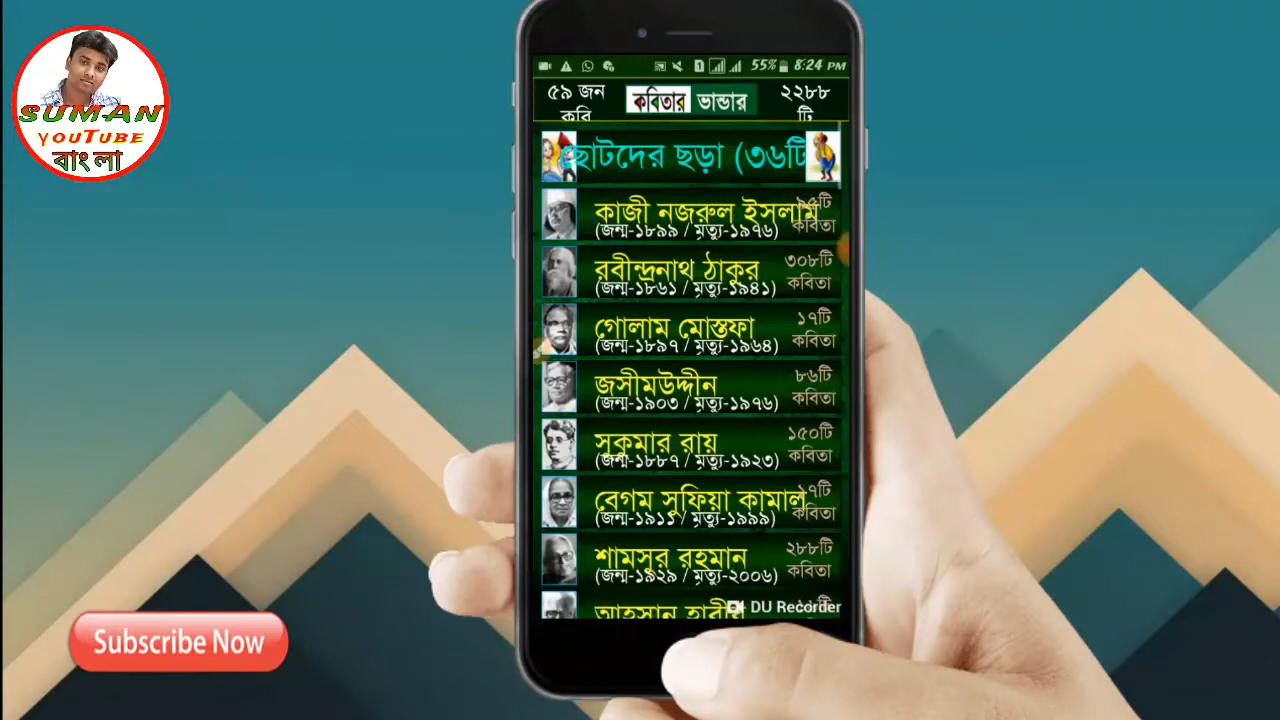 SUMAN
YOUTUBE
বাংলা
55% 8:24 PM
৫৯ জন
কবি
কবিতার ভান্ডার
২২৮৮
টি
ছোটদের ছড়া (৩৬টি
কাজী নজরুল ইসলাম
(জন্ম-১৮৯৯ / মৃত্যু-১৯৭৬)
কবিতা
রবীন্দ্রনাথ ঠাকুর
(জন্ম-১৮৬১ / মৃত্যু-১৯৪১)
৩০৮টি
কবিতা
গোলাম মোস্তফা
(জন্ম-১৮৯৭ / মৃত্যু-১৯৬৪)
১৭টি
কবিতা
জসীমউদ্দীন
(জন্ম-১৯০৩ / মৃত্যু-১৯৭৬)
৮৬টি
কবিতা
সুকুমার রায়
(জন্ম-১৮৮৭ / মৃত্যু-১৯২৩)
১৫০টি
কবিতা
বেগম সুফিয়া কামাল
(জন্ম-১৯১১ / মৃত্যু-১৯৯৯)
১৭টি
কবিতা
শামসুর রহমান
(জন্ম-১৯২৯ / মৃত্যু-২০০৬)
২৮৮টি
কবিতা
আহসান হাবীব
DU Recorder
Subscribe Now